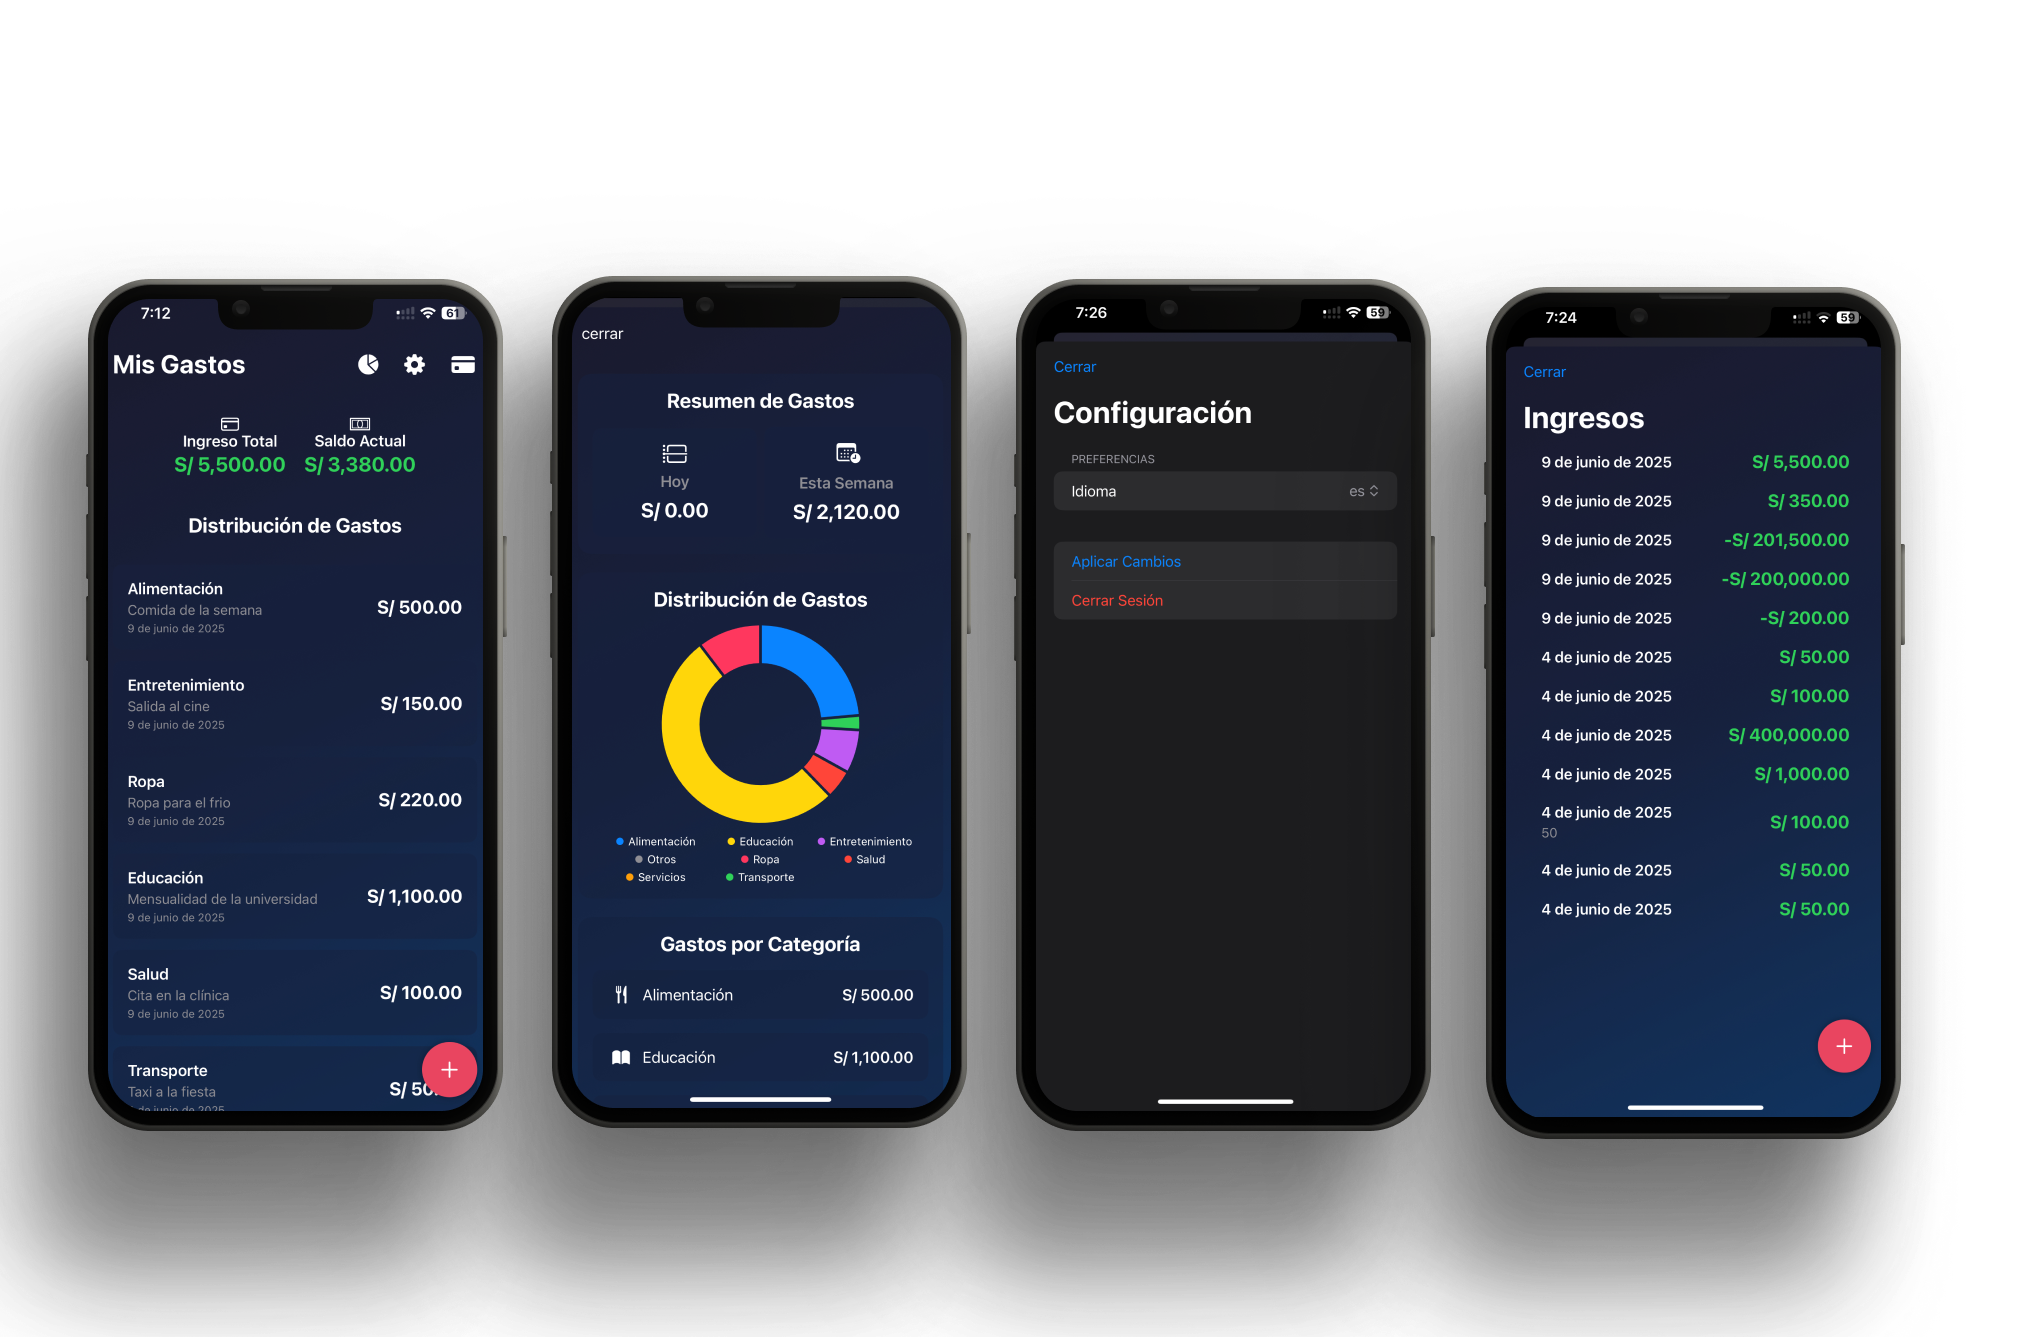 7:12
61
Mis Gastos
Ingreso Total
Saldo Actual
S/ 5,500.00
S/ 3,380.00
Distribución de Gastos
Alimentación
Comida de la semana
9 de junio de 2025
S/ 500.00
Entretenimiento
Salida al cine
9 de junio de 2025
S/ 150.00
Ropa
Ropa para el frio
9 de junio de 2025
S/ 220.00
Educación
Mensualidad de la universidad
9 de junio de 2025
S/ 1,100.00
Salud
Cita en la clínica
9 de junio de 2025
S/ 100.00
Transporte
Taxi a la fiesta
de junio de 2025
S/ 50.
+
cerrar
Resumen de Gastos
Hoy
S/ 0.00
Esta Semana
S/ 2,120.00
Distribución de Gastos
Alimentación
Educación
Entretenimiento
Otros
Ropa
Salud
Servicios
Transporte
Gastos por Categoría
Alimentación
S/ 500.00
Educación
S/ 1,100.00
7:26
59
Cerrar
Configuración
PREFERENCIAS
Idioma
es
Aplicar Cambios
Cerrar Sesión
7:24
59
Cerrar
Ingresos
9 de junio de 2025 S/ 5,500.00
9 de junio de 2025 S/ 350.00
9 de junio de 2025 -S/ 201,500.00
9 de junio de 2025 -S/ 200,000.00
9 de junio de 2025 -S/ 200.00
4 de junio de 2025 S/ 50.00
4 de junio de 2025 S/ 100.00
4 de junio de 2025 S/ 400,000.00
4 de junio de 2025 S/ 1,000.00
4 de junio de 2025 S/ 100.00
50
4 de junio de 2025 S/ 50.00
4 de junio de 2025 S/ 50.00
+